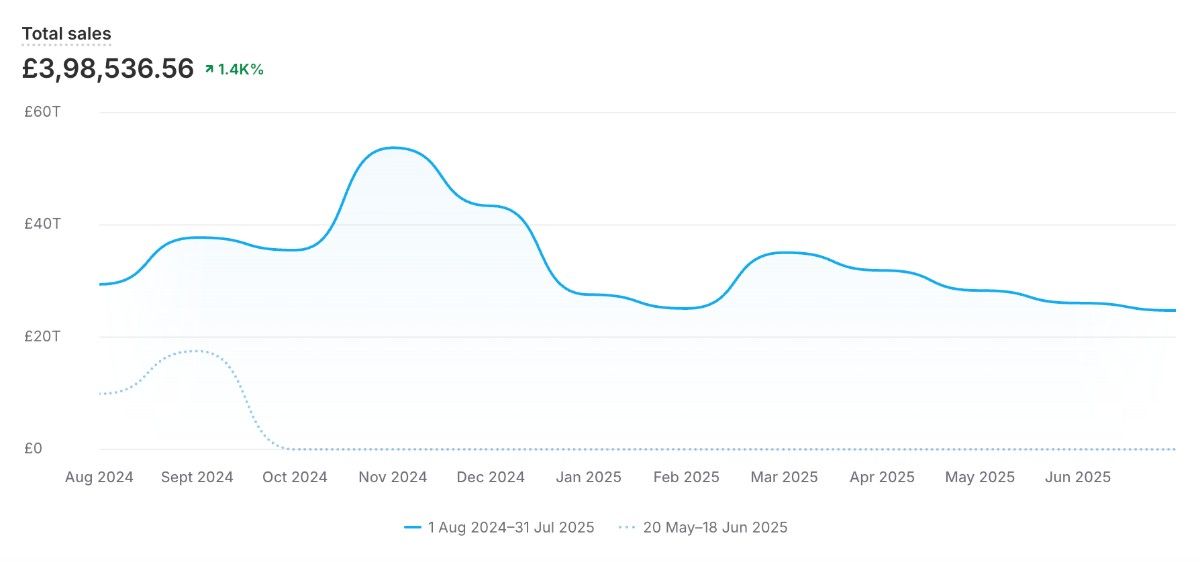 Total sales
£3,98,536.56 ↗ 1.4K%
£60T
£40T
£20T
£0
Aug 2024 Sept 2024 Oct 2024 Nov 2024 Dec 2024 Jan 2025 Feb 2025 Mar 2025 Apr 2025 May 2025 Jun 2025
1 Aug 2024–31 Jul 2025 20 May–18 Jun 2025